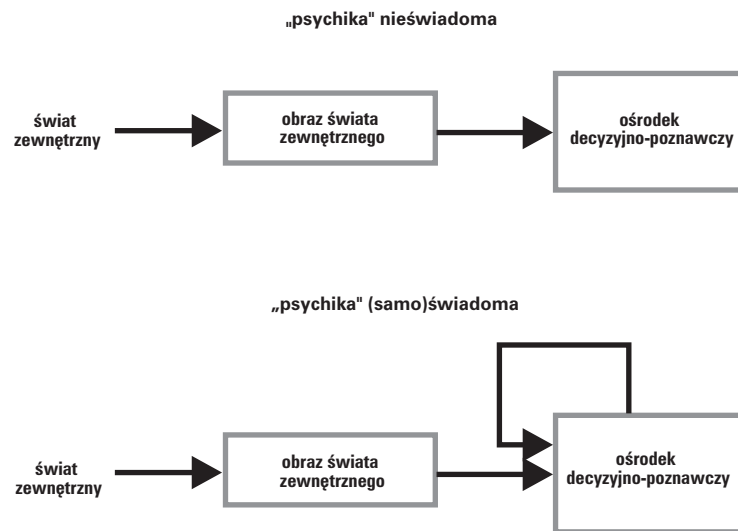 „psychika" nieświadoma
świat
zewnętrzny
obraz świata
zewnętrznego
ośrodek
decyzyjno-poznawczy
„psychika" (samo)świadoma
świat
zewnętrzny
obraz świata
zewnętrznego
ośrodek
decyzyjno-poznawczy